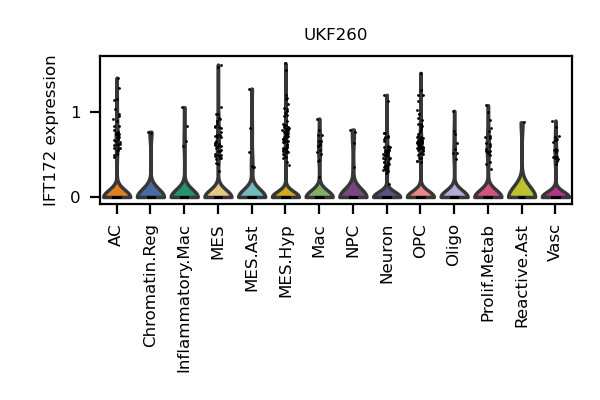 UKF260
IFT172 expression
1
0
AC
Chromatin.Reg
Inflammatory.Mac
MES
MES.Ast
MES.Hyp
Mac
NPC
Neuron
OPC
Oligo
Prolif.Metab
Reactive.Ast
Vasc